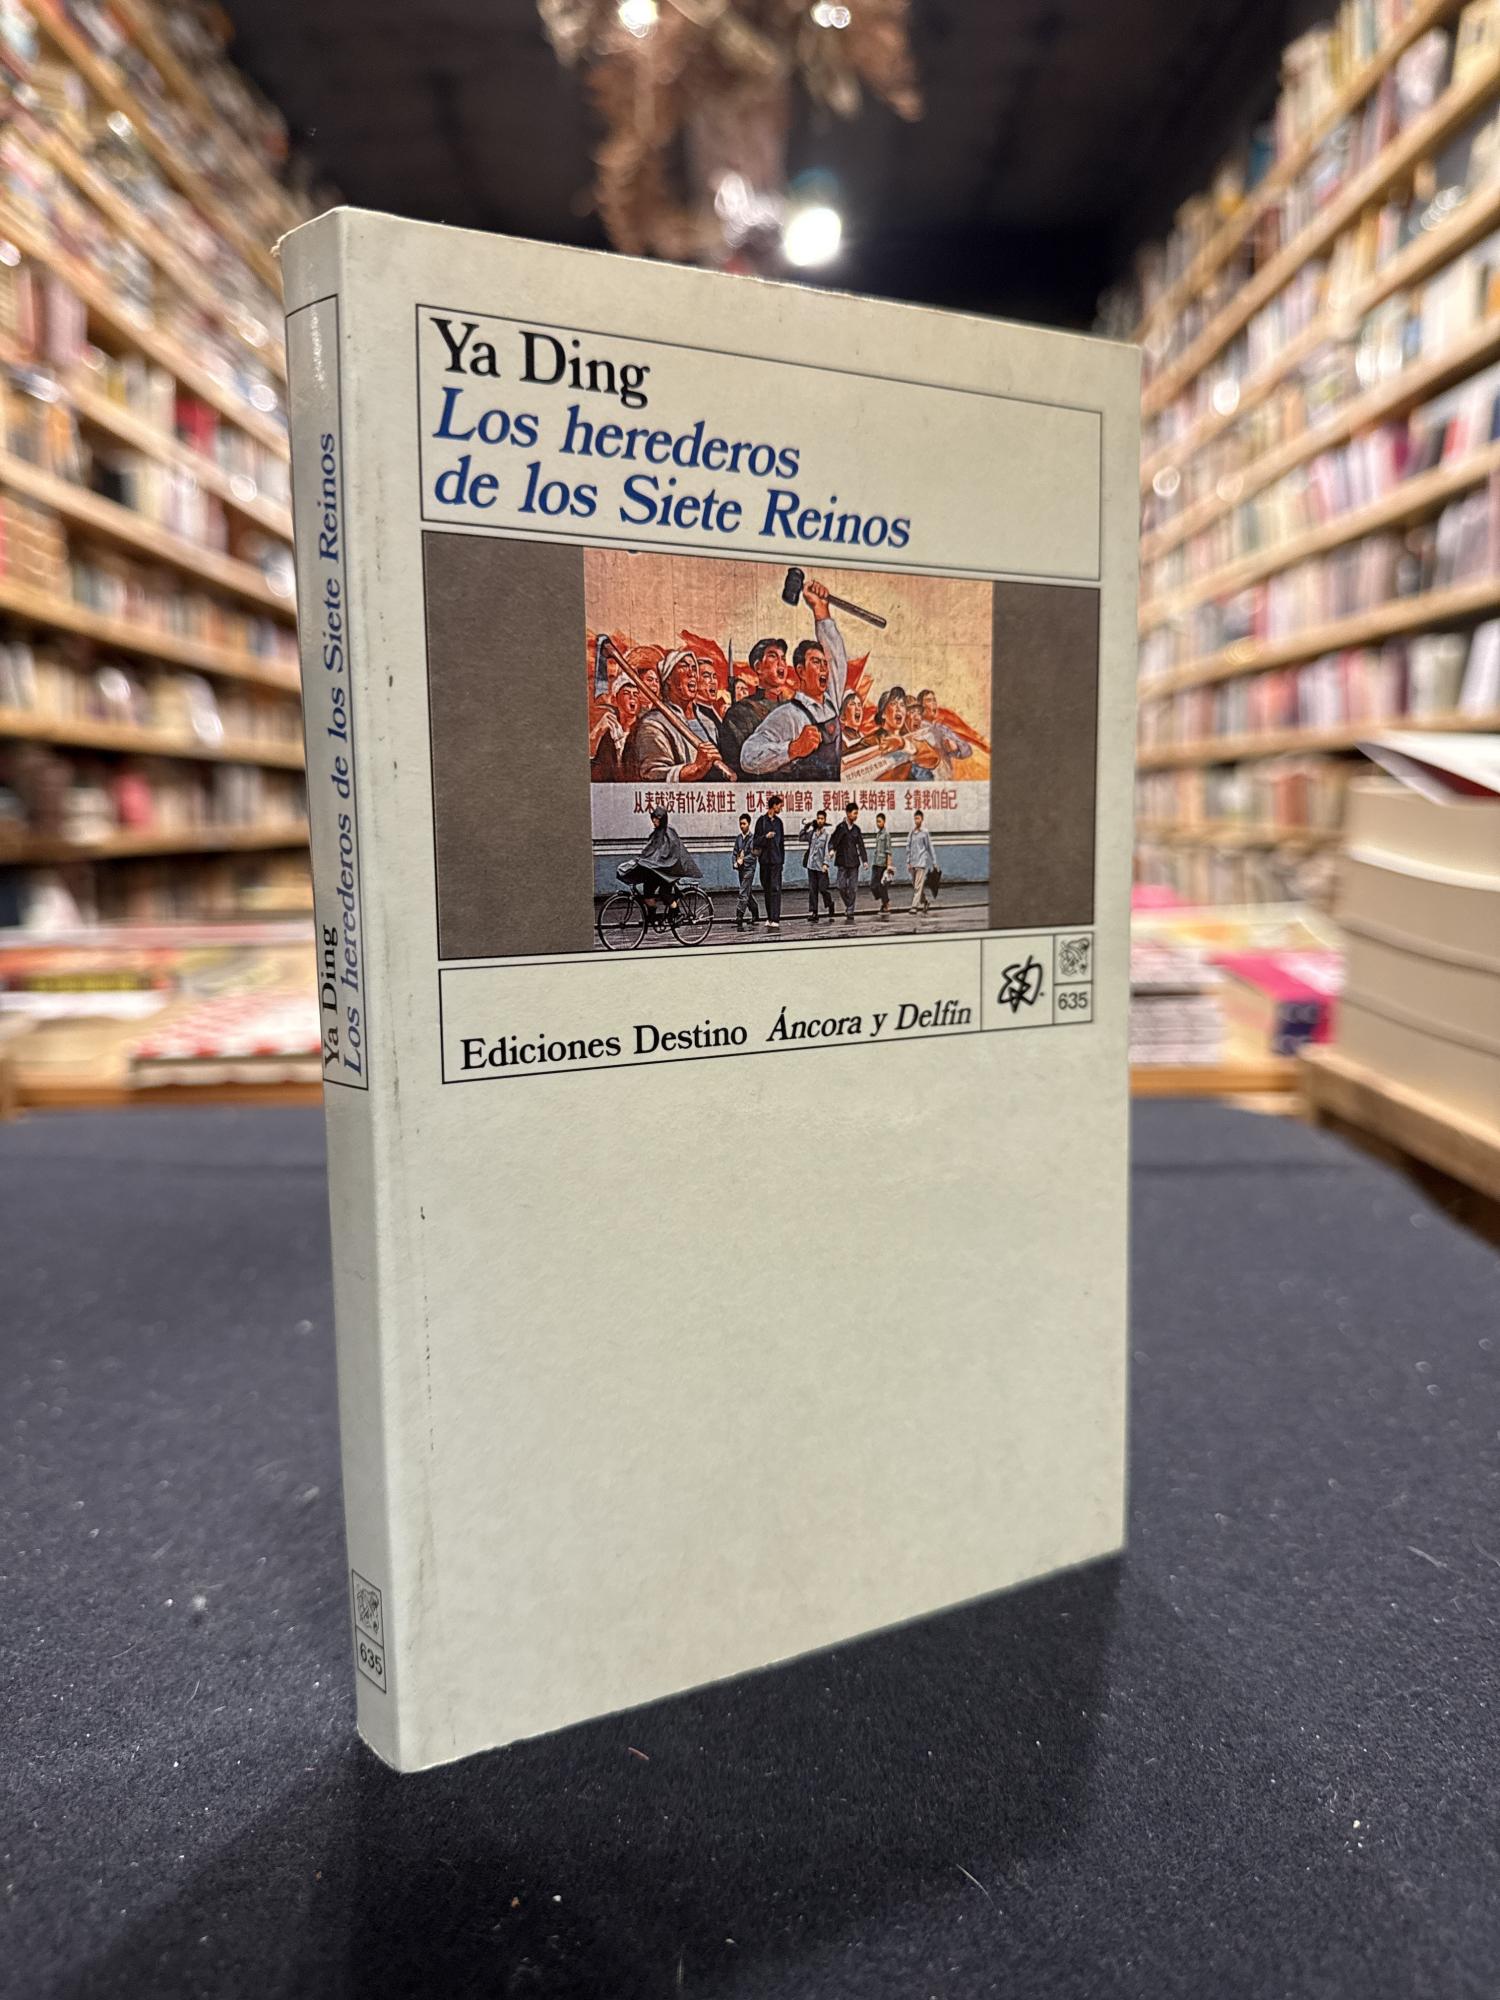 Ya Ding
Los herederos
de los Siete Reinos
从来就没有什么救世主 也不靠神仙皇帝 要创造人类的幸福 全靠我们自己
Ediciones Destino Áncora y Delfín
635
Ya Ding
Los herederos de los Siete Reinos
635